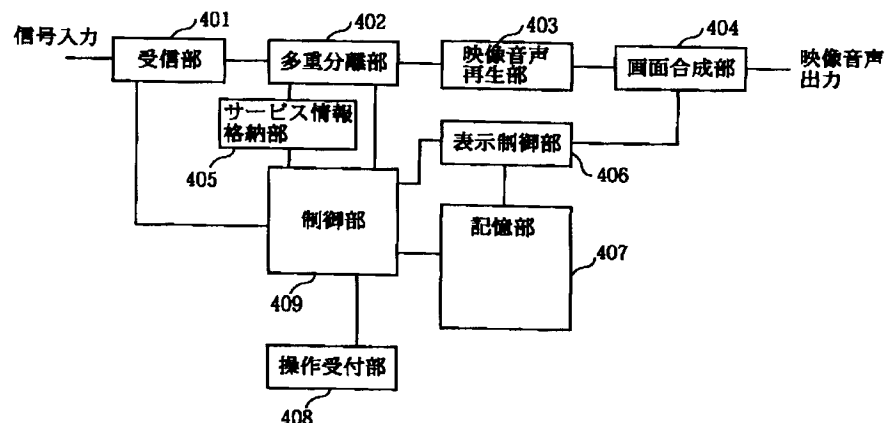 401
402
403
404
信号入力
受信部
多重分離部
映像音声
再生部
画面合成部
映像音声
出力
サービス情報
格納部
405
表示制御部
406
制御部
409
記憶部
407
操作受付部
408